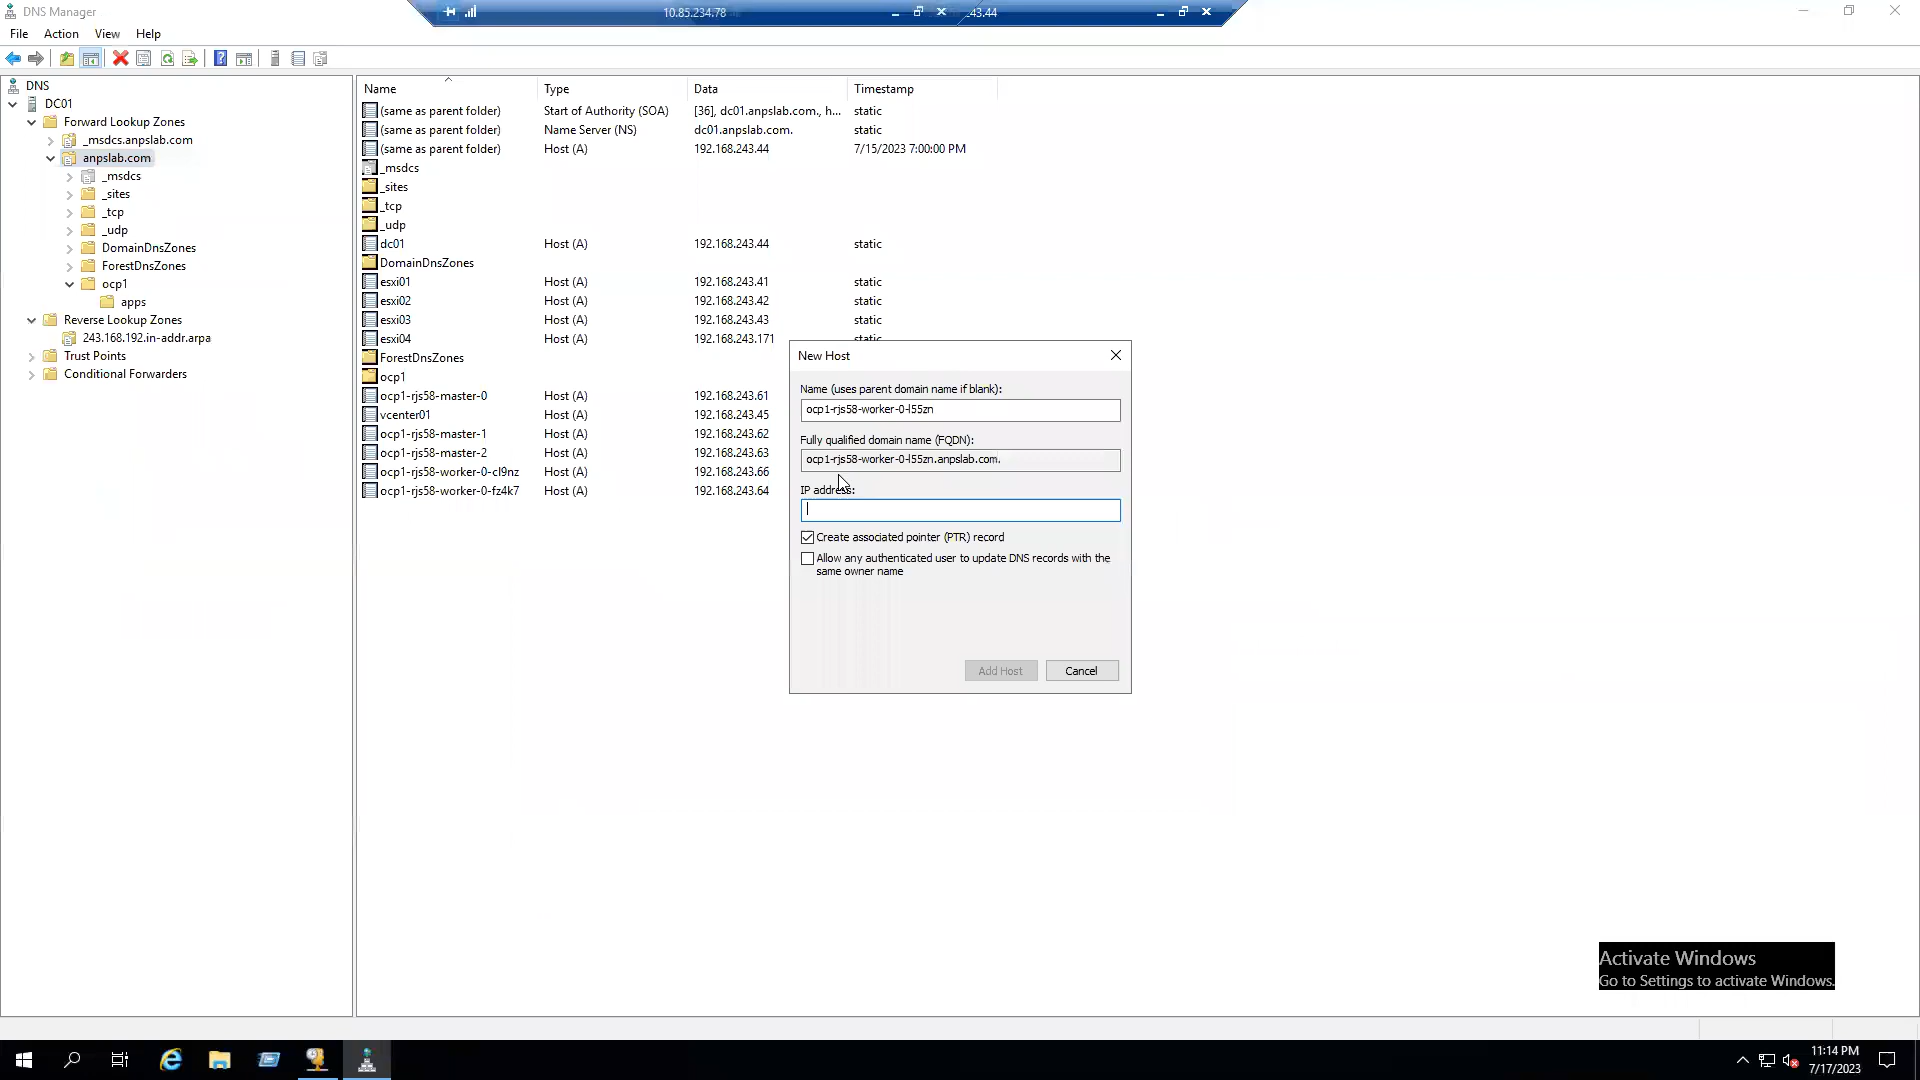 DNS Manager
10.85.234.78
.43.44
File Action View Help
DNS
DC01
Forward Lookup Zones
_msdcs.anpslab.com
anpslab.com
_msdcs
_sites
_tcp
_udp
DomainDnsZones
ForestDnsZones
ocp1
apps
Reverse Lookup Zones
243.168.192.in-addr.arpa
Trust Points
Conditional Forwarders
Name Type Data Timestamp
(same as parent folder) Start of Authority (SOA) [36], dc01.anpslab.com., h... static
(same as parent folder) Name Server (NS) dc01.anpslab.com. static
(same as parent folder) Host (A) 192.168.243.44 7/15/2023 7:00:00 PM
_msdcs
_sites
_tcp
_udp
dc01 Host (A) 192.168.243.44 static
DomainDnsZones
esxi01 Host (A) 192.168.243.41 static
esxi02 Host (A) 192.168.243.42 static
esxi03 Host (A) 192.168.243.43 static
esxi04 Host (A) 192.168.243.171 static
ForestDnsZones
ocp1
ocp1-rjs58-master-0 Host (A) 192.168.243.61
vcenter01 Host (A) 192.168.243.45
ocp1-rjs58-master-1 Host (A) 192.168.243.62
ocp1-rjs58-master-2 Host (A) 192.168.243.63
ocp1-rjs58-worker-0-cl9nz Host (A) 192.168.243.66
ocp1-rjs58-worker-0-fz4k7 Host (A) 192.168.243.64
New Host
Name (uses parent domain name if blank):
ocp1-rjs58-worker-0-l55zn
Fully qualified domain name (FQDN):
ocp1-rjs58-worker-0-l55zn.anpslab.com.
IP address:
Create associated pointer (PTR) record
Allow any authenticated user to update DNS records with the
same owner name
Add Host Cancel
Activate Windows
Go to Settings to activate Windows.
11:14 PM
7/17/2023